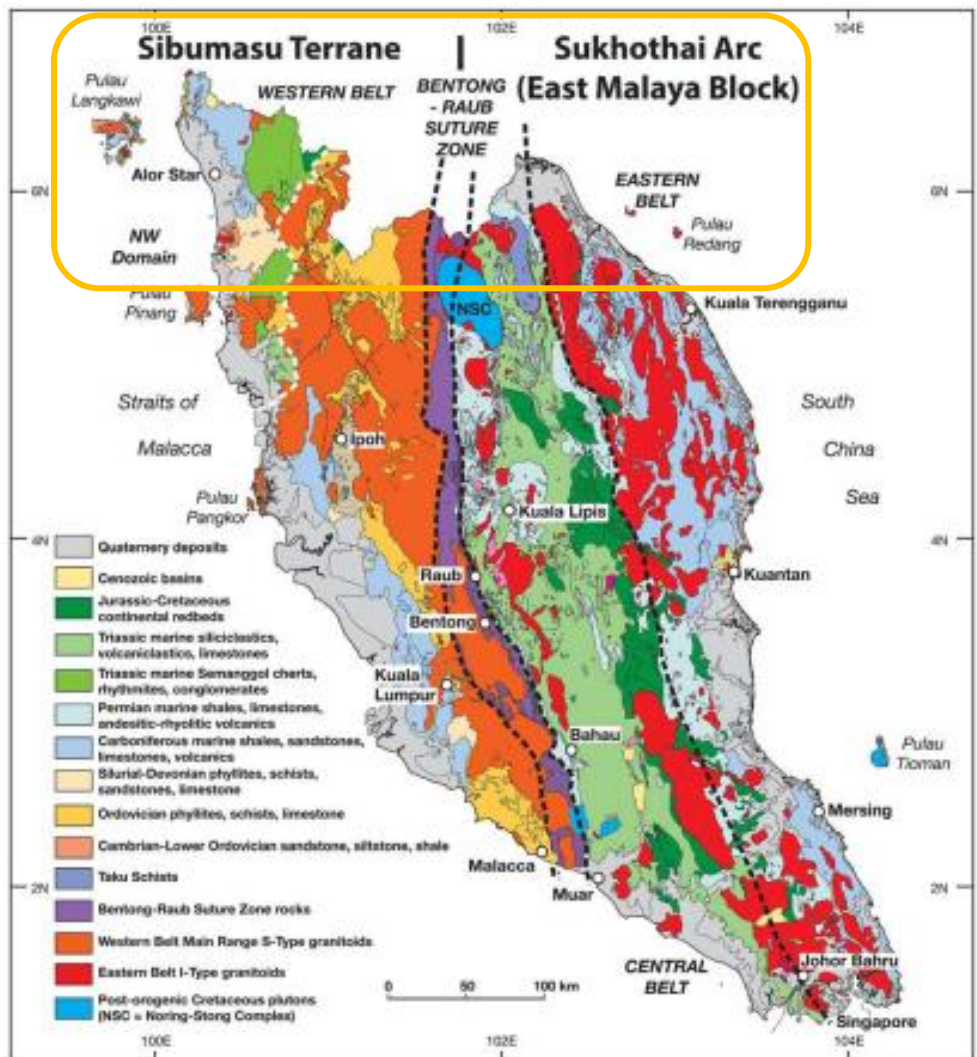 100E
102E
104E
Sibumasu Terrane
Sukhothai Arc
(East Malaya Block)
Pulau
Langkawi
WESTERN BELT
BENTONG
- RAUB
SUTURE
ZONE
Alor Star
6N
6N
EASTERN
BELT
Pulau
Redang
NW
Domain
Pulau
Pinang
NSC
Kuala Terengganu
Straits of
Malacca
South
China
Sea
Ipoh
Pulau
Pangkor
Kuala Lipis
4N
4N
Kuantan
Raub
Bentong
Kuala
Lumpur
Bahau
Pulau
Tioman
Mersing
Malacca
Muar
2N
2N
Quaternery deposits
Cenozoic basins
Jurassic-Cretaceous
continental redbeds
Triassic marine siliciclastics,
volcaniclastics, limestones
Triassic marine Semanggol cherts,
rhythmites, conglomerates
Permian marine shales, limestones,
andesitic-rhyolitic volcanics
Carboniferous marine shales, sandstones,
limestones, volcanics
Silurial-Devonian phyllites, schists,
sandstones, limestone
Ordovician phyllites, schists, limestone
Cambrian-Lower Ordovician sandstone, siltstone, shale
Taku Schists
Bentong-Raub Suture Zone rocks
Western Belt Main Range S-Type granitoids
Eastern Belt I-Type granitoids
Post-orogenic Cretaceous plutons
(NSC = Noring-Stong Complex)
0 50 100 km
CENTRAL
BELT
Johor Bahru
Singapore
100E
102E
104E